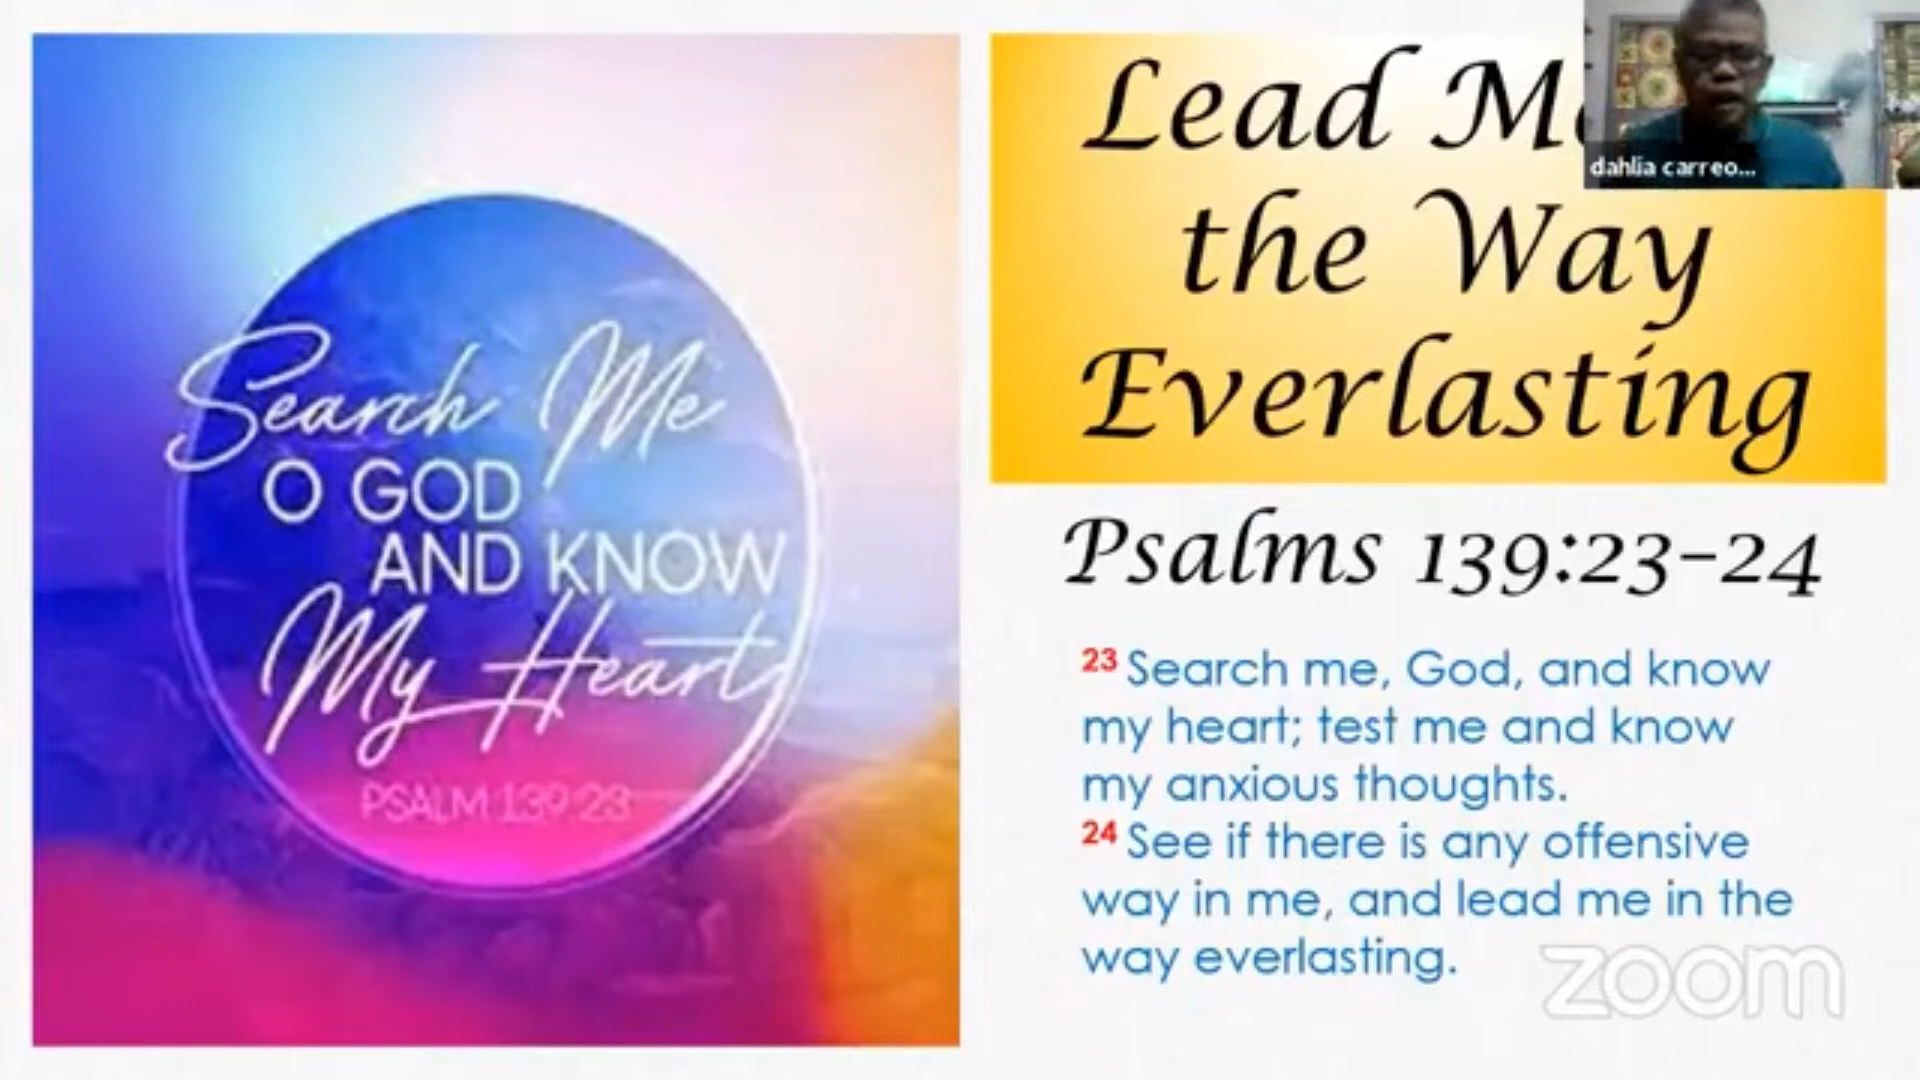 Search Me
O GOD
AND KNOW
My Heart
PSALM 139:23
Lead M
the Way
Everlasting
Psalms 139:23-24
23 Search me, God, and know
my heart; test me and know
my anxious thoughts.
24 See if there is any offensive
way in me, and lead me in the
way everlasting.
dahlia carreo...
zoom